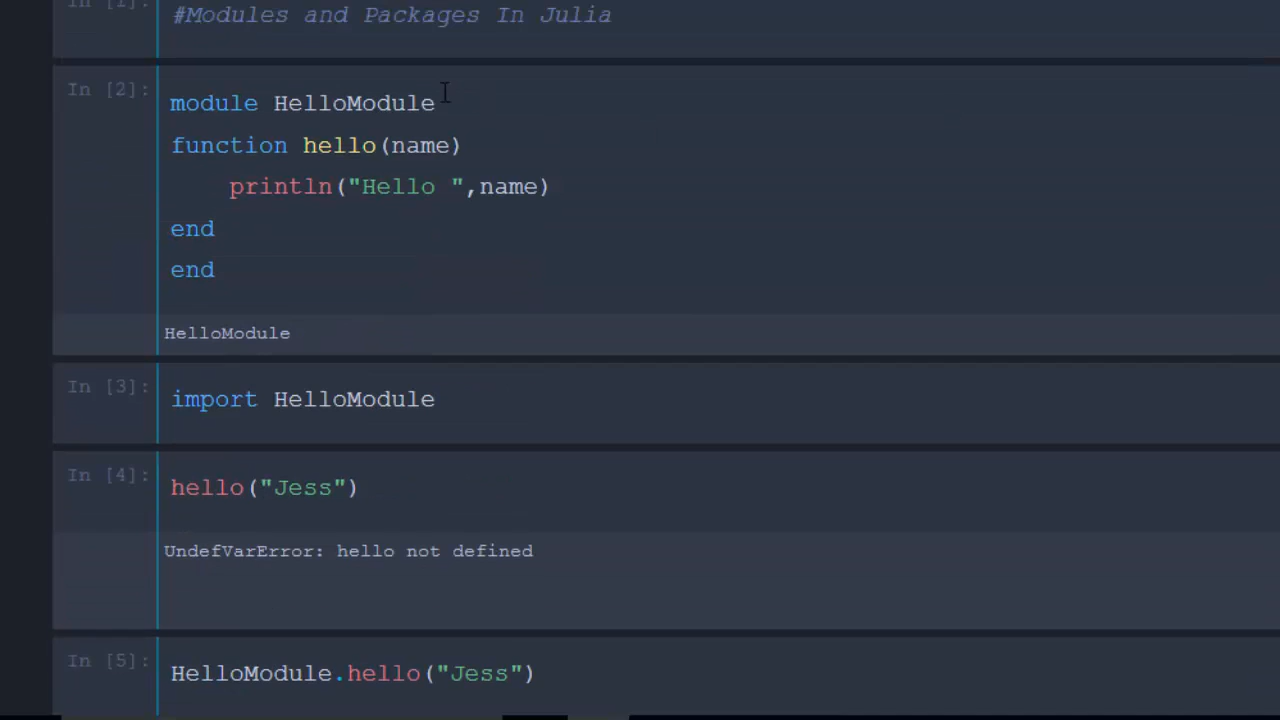 In [1]:
#Modules and Packages In Julia
In [2]:
module HelloModule
function hello(name)
    println("Hello ",name)
end
end
HelloModule
In [3]:
import HelloModule
In [4]:
hello("Jess")
UndefVarError: hello not defined
In [5]:
HelloModule.hello("Jess")